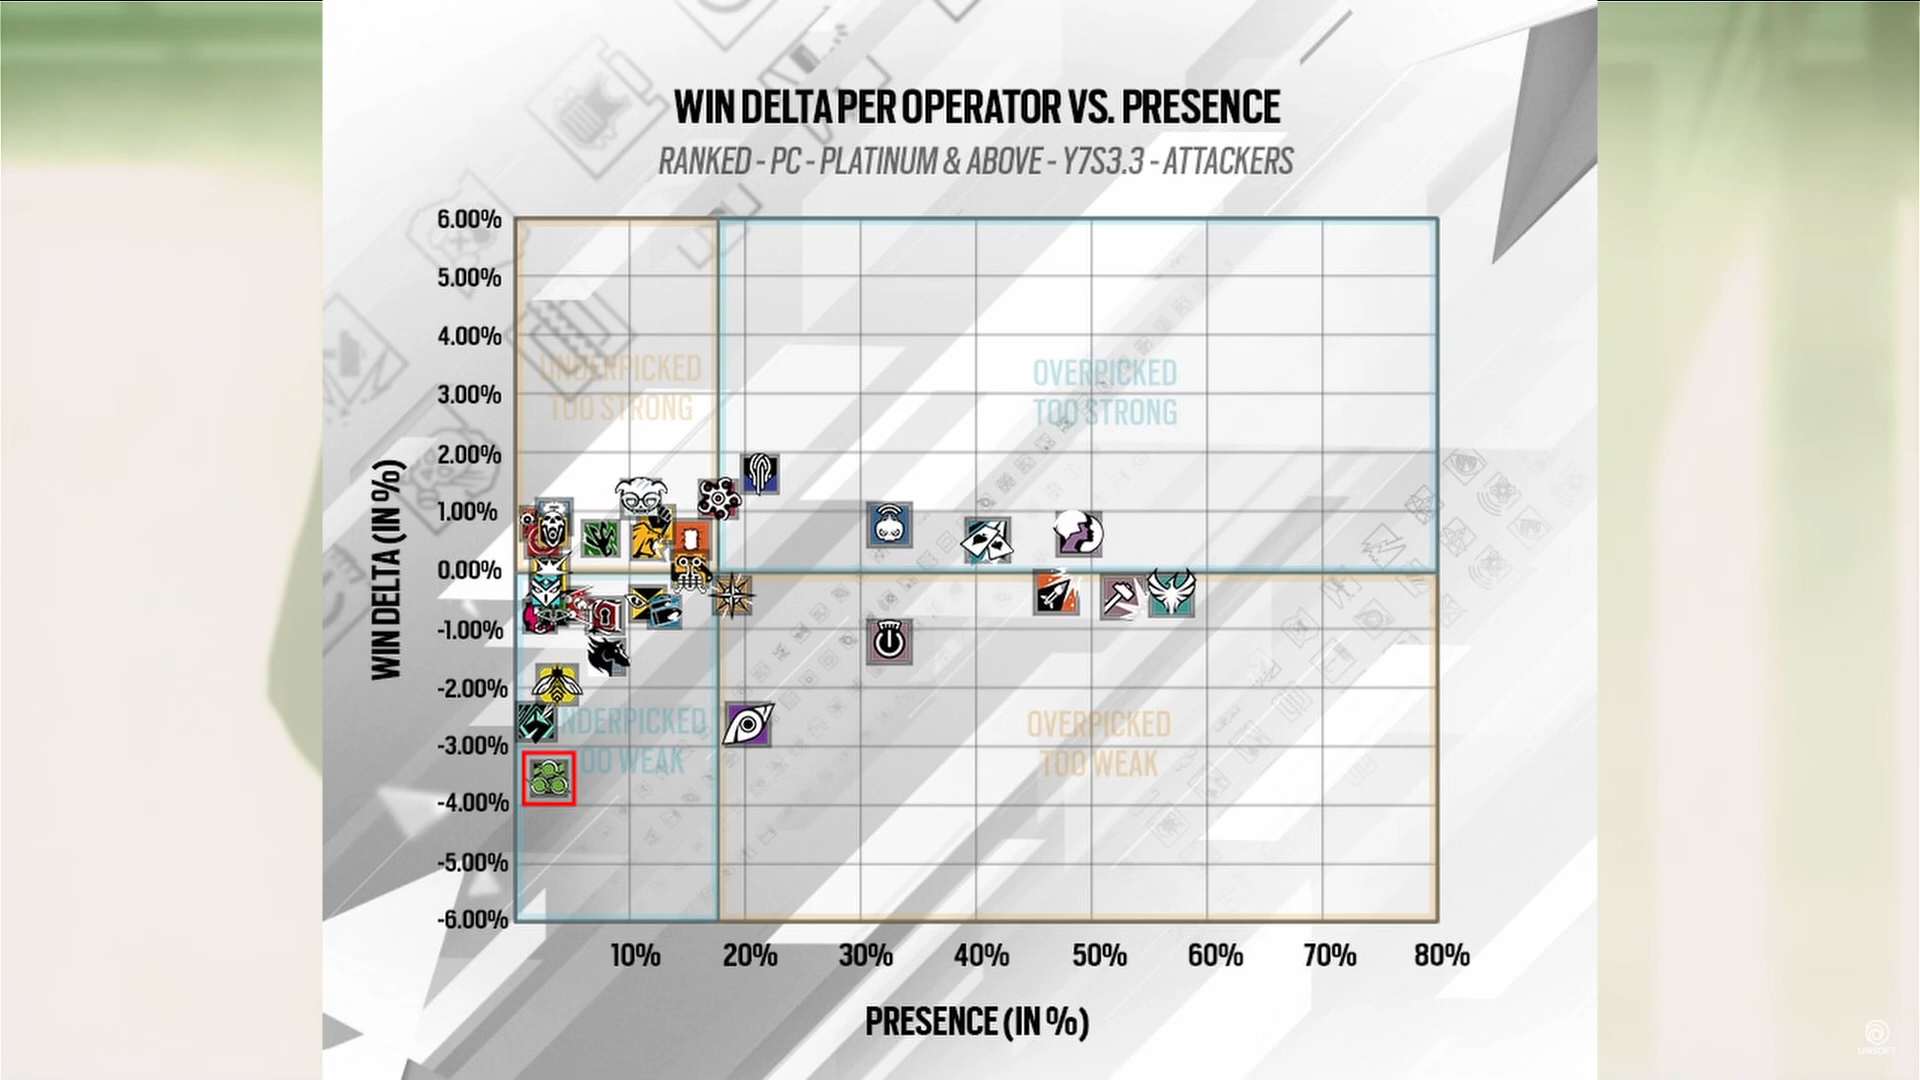 WIN DELTA PER OPERATOR VS. PRESENCE
RANKED - PC - PLATINUM & ABOVE - Y7S3.3 - ATTACKERS
6.00%
5.00%
4.00%
3.00%
2.00%
1.00%
0.00%
-1.00%
-2.00%
-3.00%
-4.00%
-5.00%
-6.00%
WIN DELTA (IN %)
UNDERPICKED
TOO STRONG
OVERPICKED
TOO STRONG
NDERPICKED
OO WEAK
OVERPICKED
TOO WEAK
10%
20%
30%
40%
50%
60%
70%
80%
PRESENCE (IN %)
UBISOFT